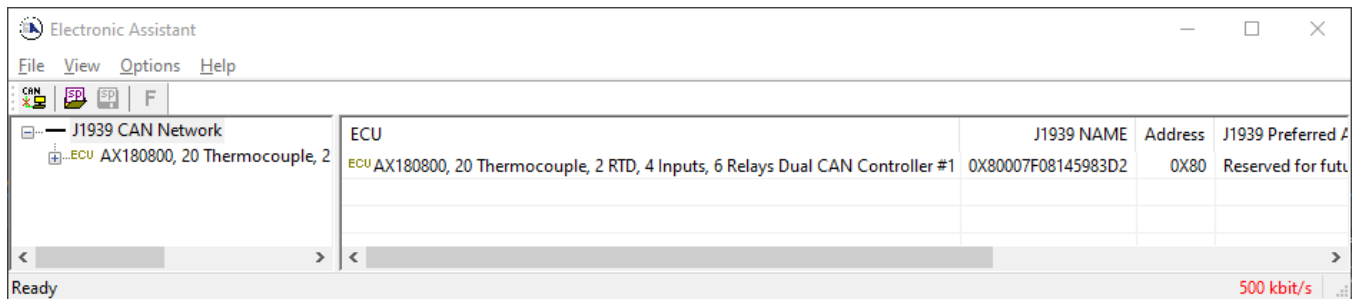 Electronic Assistant
File View Options Help
CAN SP SP F
J1939 CAN Network
ECU AX180800, 20 Thermocouple, 2
ECU J1939 NAME Address J1939 Preferred A
ECU AX180800, 20 Thermocouple, 2 RTD, 4 Inputs, 6 Relays Dual CAN Controller #1 0X80007F08145983D2 0X80 Reserved for futu
Ready 500 kbit/s